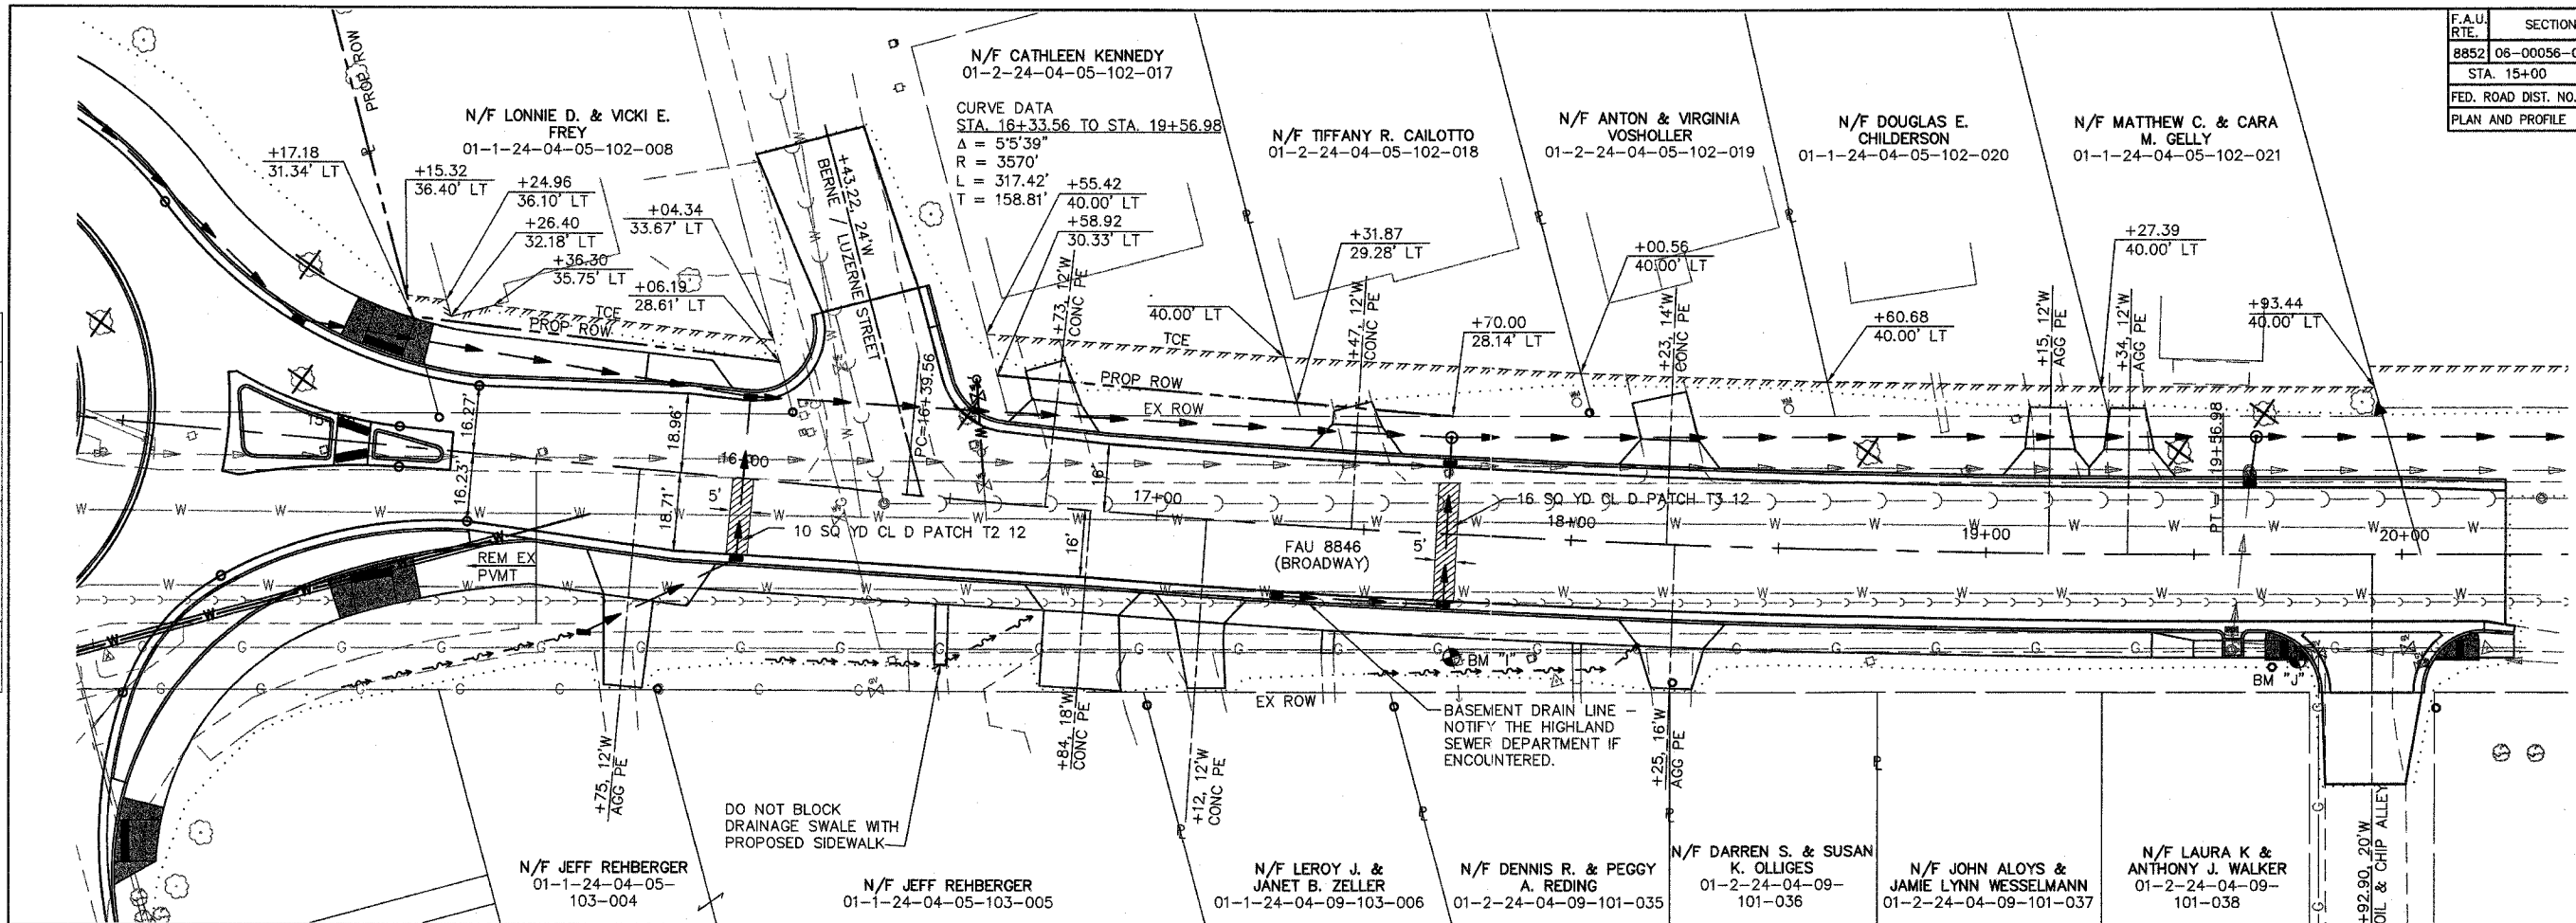 F.A.U. RTE.
SECTION
8852
06-00056-0
STA. 15+00
FED. ROAD DIST. NO.
PLAN AND PROFILE
PROP ROW
N/F LONNIE D. & VICKI E.
FREY
01-1-24-04-05-102-008
N/F CATHLEEN KENNEDY
01-2-24-04-05-102-017
CURVE DATA
STA. 16+33.56 TO STA. 19+56.98
Δ = 5°5'39"
R = 3570'
L = 317.42'
T = 158.81'
N/F TIFFANY R. CAILOTTO
01-2-24-04-05-102-018
N/F ANTON & VIRGINIA
VOSHOLLER
01-2-24-04-05-102-019
N/F DOUGLAS E.
CHILDERSON
01-1-24-04-05-102-020
N/F MATTHEW C. & CARA
M. GELLY
01-1-24-04-05-102-021
+17.18
31.34' LT
+15.32
36.40' LT
+24.96
36.10' LT
+26.40
32.18' LT
+36.30
35.75' LT
+04.34
33.67' LT
+06.19
28.61' LT
+43.22, 24'W
BERNE / LUZERNE STREET
+55.42
40.00' LT
+58.92
30.33' LT
+73, 12'W
CONC PE
40.00' LT
+31.87
29.28' LT
+47, 12'W
CONC PE
+70.00
28.14' LT
+00.56
40.00' LT
+23, 14'W
CONC PE
+60.68
40.00' LT
+15, 12'W
AGG PE
+34, 12'W
AGG PE
+27.39
40.00' LT
+93.44
40.00' LT
TCE
PROP ROW
TCE
PROP ROW
EX ROW
PC=16+39.56
PT = 19+56.98
16.27'
16.23'
18.96'
18.71'
16'
16'
16+00
17+00
18+00
19+00
20+00
5'
10 SQ YD CL D PATCH T2 12
16 SQ YD CL D PATCH T3 12
5'
FAU 8846
(BROADWAY)
REM EX
PVMT
BM "I"
BM "J"
EX ROW
BASEMENT DRAIN LINE -
NOTIFY THE HIGHLAND
SEWER DEPARTMENT IF
ENCOUNTERED.
+75, 12'W
AGG PE
+84, 18'W
CONC PE
+12, 12'W
CONC PE
+25, 16'W
AGG PE
+92.90, 20'W
OIL & CHIP ALLEY
DO NOT BLOCK
DRAINAGE SWALE WITH
PROPOSED SIDEWALK
N/F JEFF REHBERGER
01-1-24-04-05-
103-004
N/F JEFF REHBERGER
01-1-24-04-05-103-005
N/F LEROY J. &
JANET B. ZELLER
01-1-24-04-09-103-006
N/F DENNIS R. & PEGGY
A. REDING
01-2-24-04-09-101-035
N/F DARREN S. & SUSAN
K. OLLIGES
01-2-24-04-09-
101-036
N/F JOHN ALOYS &
JAMIE LYNN WESSELMANN
01-2-24-04-09-101-037
N/F LAURA K &
ANTHONY J. WALKER
01-2-24-04-09-
101-038